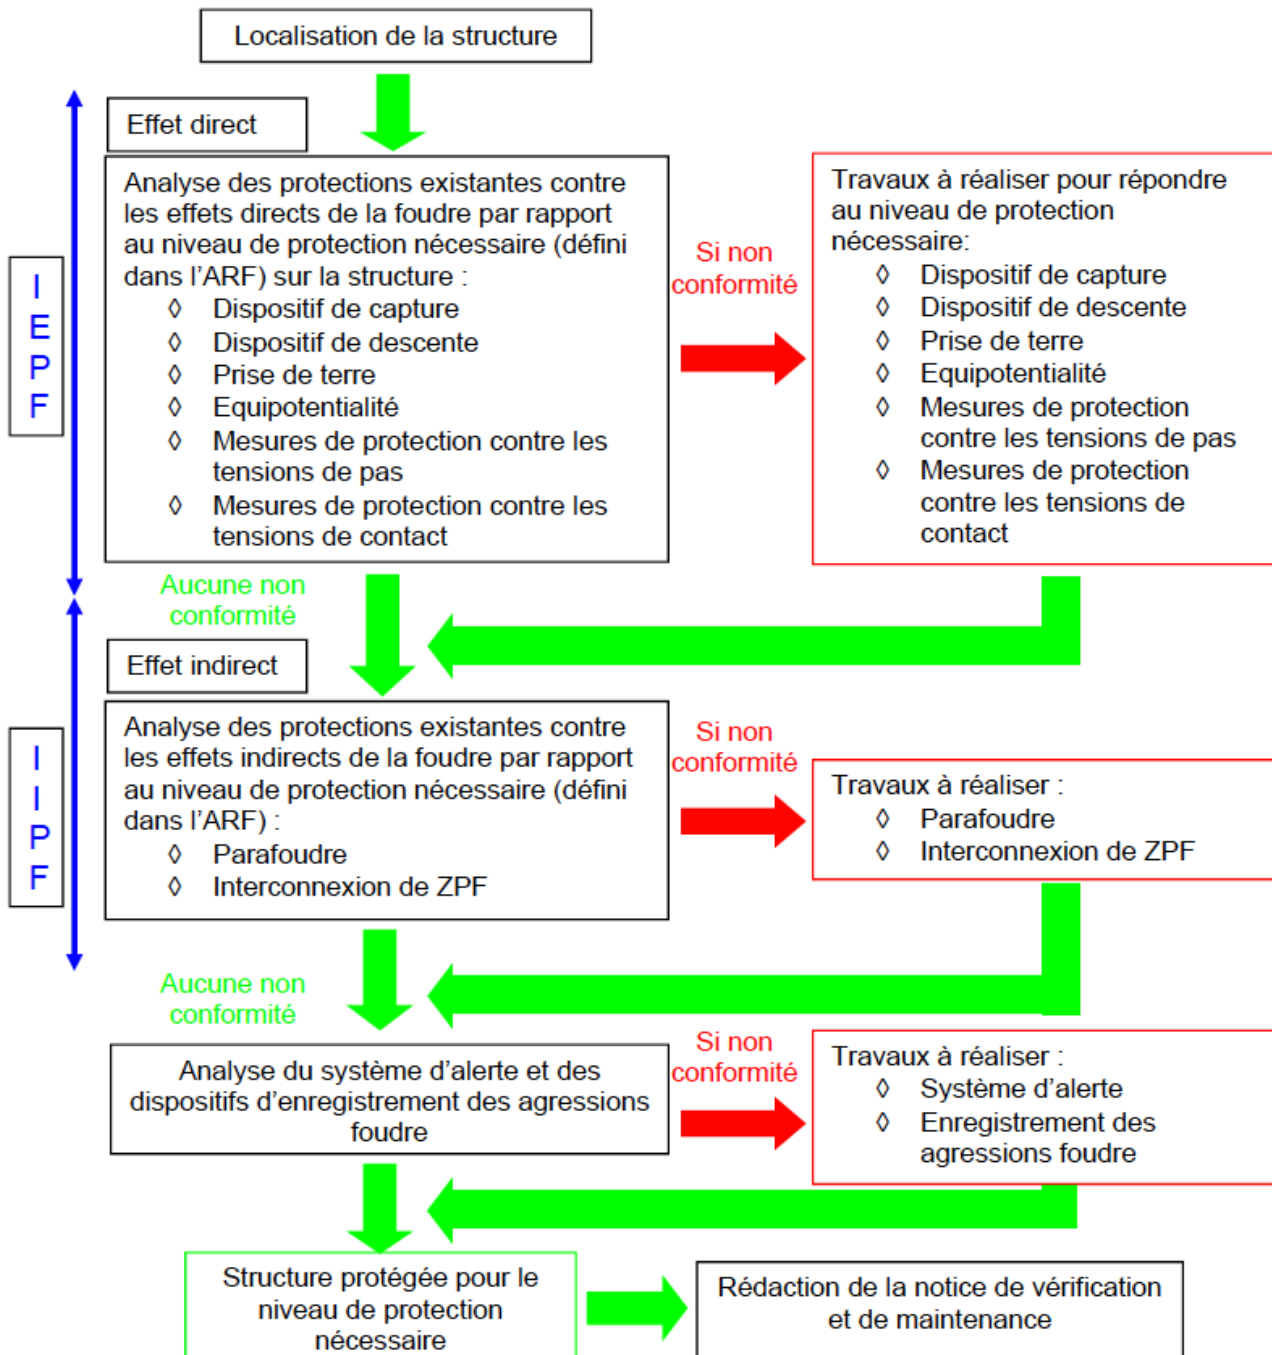 Localisation de la structure
Effet direct
Analyse des protections existantes contre
les effets directs de la foudre par rapport
au niveau de protection nécessaire (défini
dans l'ARF) sur la structure :
◊ Dispositif de capture
◊ Dispositif de descente
◊ Prise de terre
◊ Equipotentialité
◊ Mesures de protection contre les
tensions de pas
◊ Mesures de protection contre les
tensions de contact
Si non
conformité
Travaux à réaliser pour répondre
au niveau de protection
nécessaire:
◊ Dispositif de capture
◊ Dispositif de descente
◊ Prise de terre
◊ Equipotentialité
◊ Mesures de protection
contre les tensions de pas
◊ Mesures de protection
contre les tensions de
contact
I
E
P
F
Aucune non
conformité
Effet indirect
Analyse des protections existantes contre
les effets indirects de la foudre par rapport
au niveau de protection nécessaire (défini
dans l'ARF) :
◊ Parafoudre
◊ Interconnexion de ZPF
Si non
conformité
Travaux à réaliser :
◊ Parafoudre
◊ Interconnexion de ZPF
I
I
P
F
Aucune non
conformité
Analyse du système d'alerte et des
dispositifs d'enregistrement des agressions
foudre
Si non
conformité
Travaux à réaliser :
◊ Système d'alerte
◊ Enregistrement des
agressions foudre
Structure protégée pour le
niveau de protection
nécessaire
Rédaction de la notice de vérification
et de maintenance